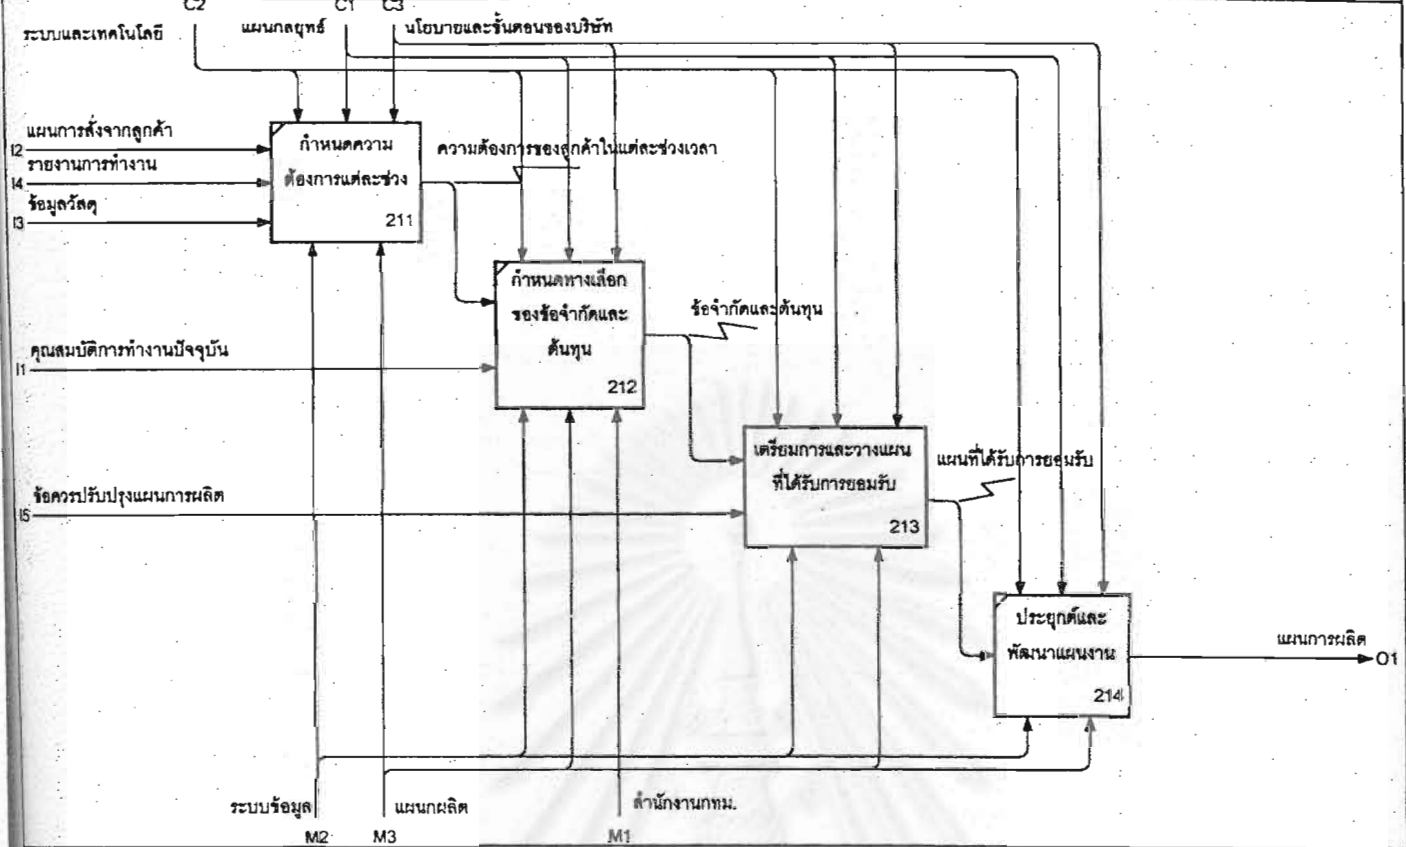 C2
C1
C3
ระบบและเทคโนโลยี
แผนกลยุทธ์
นโยบายและขั้นตอนของบริษัท
แผนการสั่งจากลูกค้า
I2
รายงานการทำงาน
I4
ข้อมูลวัสดุ
I3
กำหนดความ
ต้องการแต่ละช่วง
211
ความต้องการของลูกค้าในแต่ละช่วงเวลา
กำหนดทางเลือก
ของข้อจำกัดและ
ต้นทุน
212
ข้อจำกัดและต้นทุน
คุณสมบัติการทำงานปัจจุบัน
I1
เตรียมการและวางแผน
ที่ได้รับการยอมรับ
213
แผนที่ได้รับการยอมรับ
ข้อควรปรับปรุงแผนการผลิต
I5
ประยุกต์และ
พัฒนาแผนงาน
214
แผนการผลิต
O1
ระบบข้อมูล
แผนกผลิต
สำนักงานกทม.
M2
M3
M1